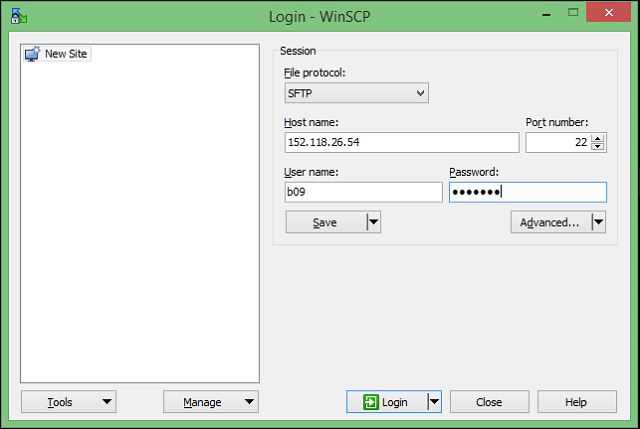 Login - WinSCP
New Site
Session
File protocol:
SFTP
Host name:
Port number:
152.118.26.54
22
User name:
Password:
b09
●●●●●●●
Save
Advanced...
Tools
Manage
Login
Close
Help